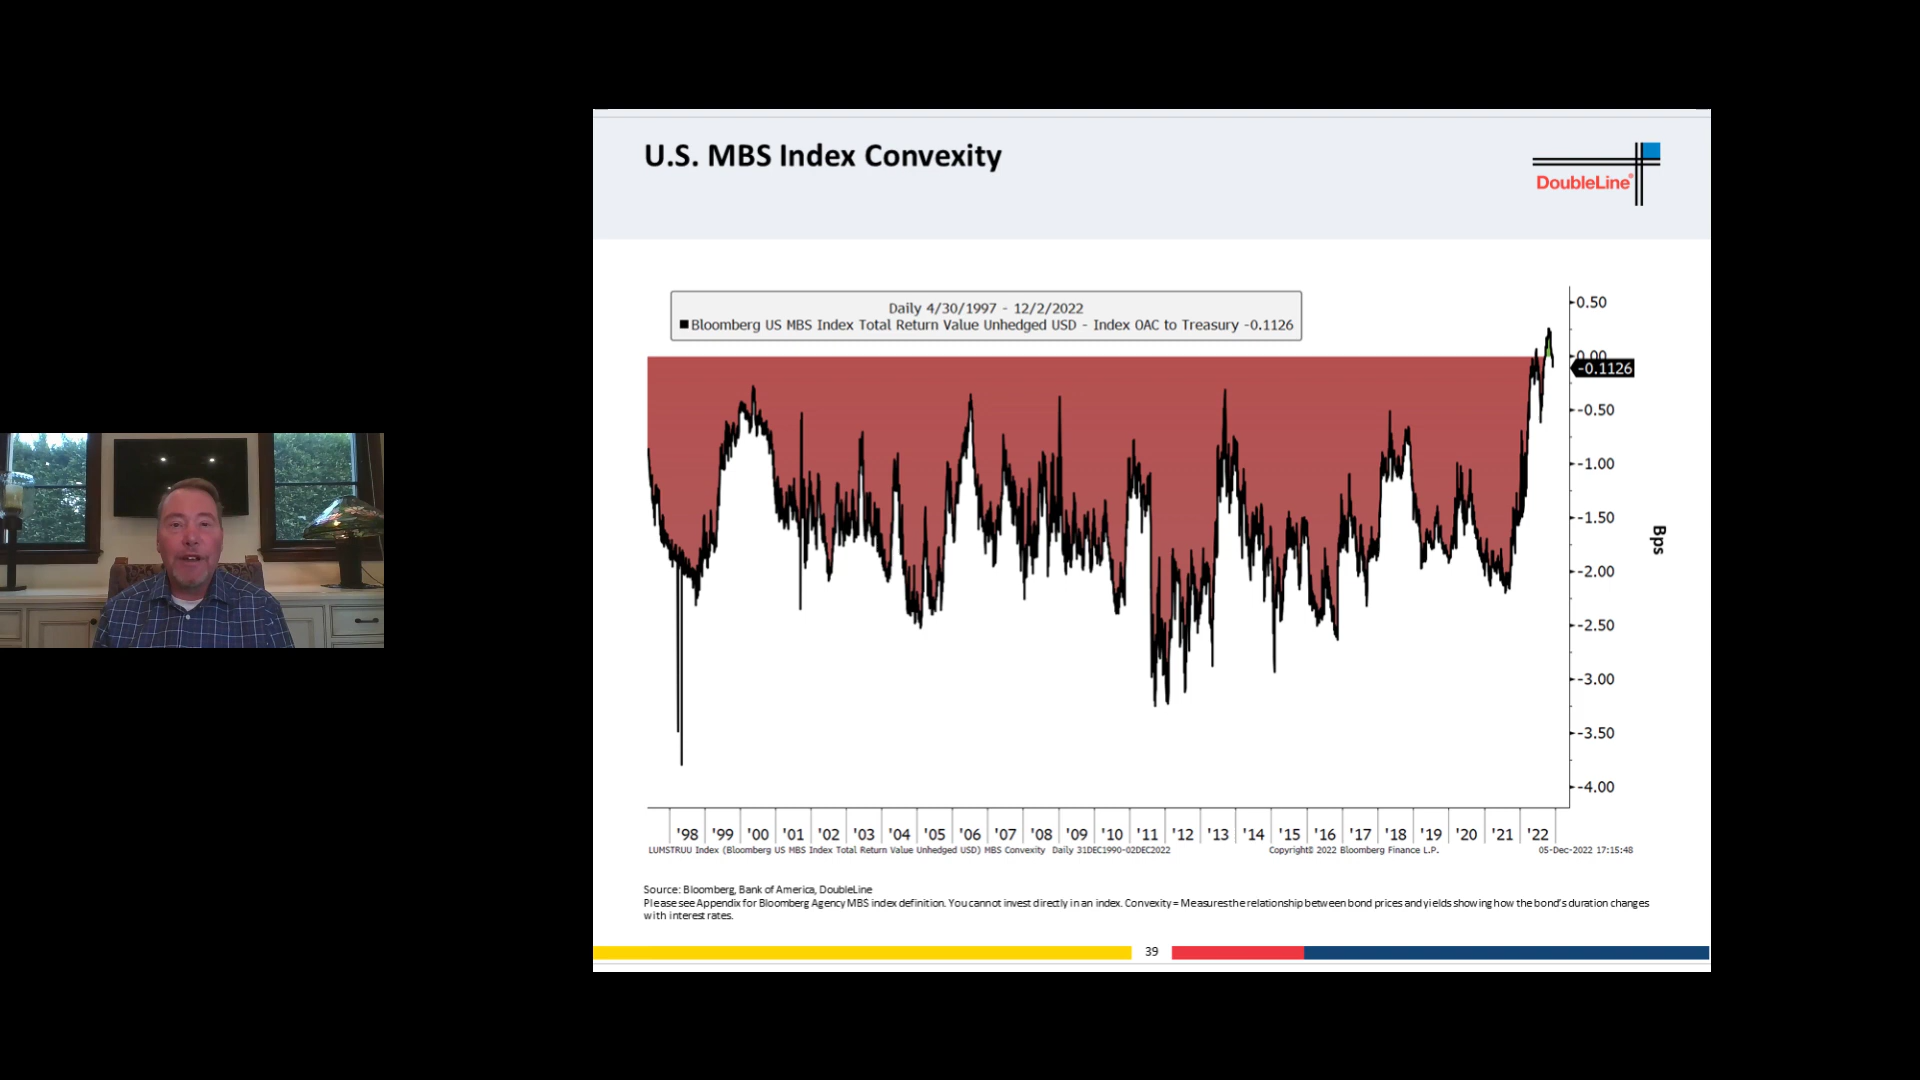 U.S. MBS Index Convexity
DoubleLine®
Daily 4/30/1997 - 12/2/2022
Bloomberg US MBS Index Total Return Value Unhedged USD - Index OAC to Treasury -0.1126
0.50
0.00
-0.1126
-0.50
-1.00
-1.50
-2.00
-2.50
-3.00
-3.50
-4.00
Bps
'98 '99 '00 '01 '02 '03 '04 '05 '06 '07 '08 '09 '10 '11 '12 '13 '14 '15 '16 '17 '18 '19 '20 '21 '22
LUMSTRUU Index (Bloomberg US MBS Index Total Return Value Unhedged USD) MBS Convexity Daily 31DEC1990-02DEC2022 Copyright© 2022 Bloomberg Finance L.P. 05-Dec-2022 17:15:48
Source: Bloomberg, Bank of America, DoubleLine
Please see Appendix for Bloomberg Agency MBS index definition. You cannot invest directly in an index. Convexity = Measures the relationship between bond prices and yields showing how the bond's duration changes
with interest rates.
39